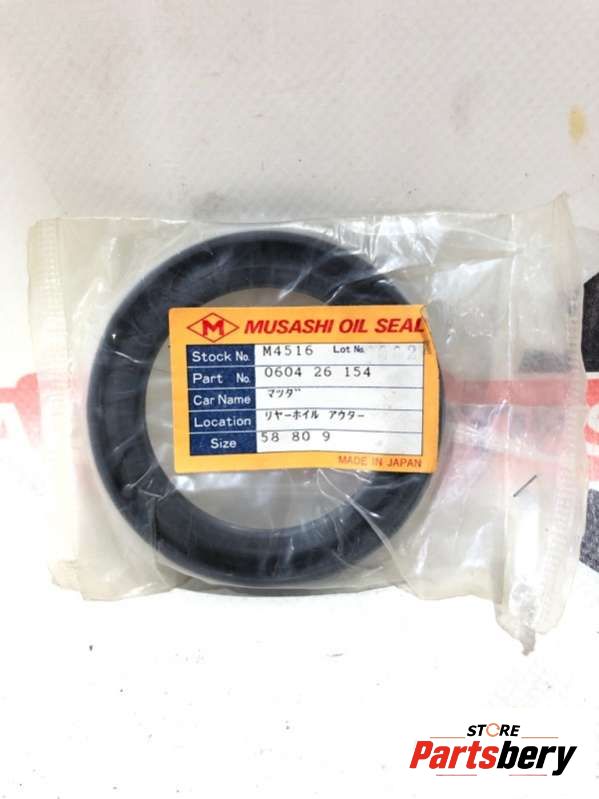 M MUSASHI OIL SEAL
Stock No. M4516 Lot No.
Part No. 0604 26 154
Car Name マツダ
Location リヤーホイル アウター
Size 58 80 9
MADE IN JAPAN
STORE
Partsbery